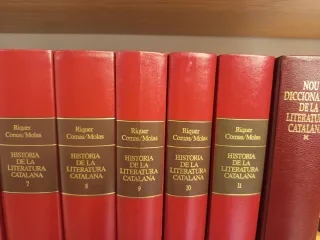 Riquer
Comas/Molas
HISTORIA
DE LA
LITERATURA
CATALANA
7
Riquer
Comas/Molas
HISTORIA
DE LA
LITERATURA
CATALANA
8
Riquer
Comas/Molas
HISTORIA
DE LA
LITERATURA
CATALANA
9
Riquer
Comas/Molas
HISTORIA
DE LA
LITERATURA
CATALANA
10
Riquer
Comas/Molas
HISTORIA
DE LA
LITERATURA
CATALANA
11
NOU
DICCIONA
DE LA
LITERATU
CATALANA